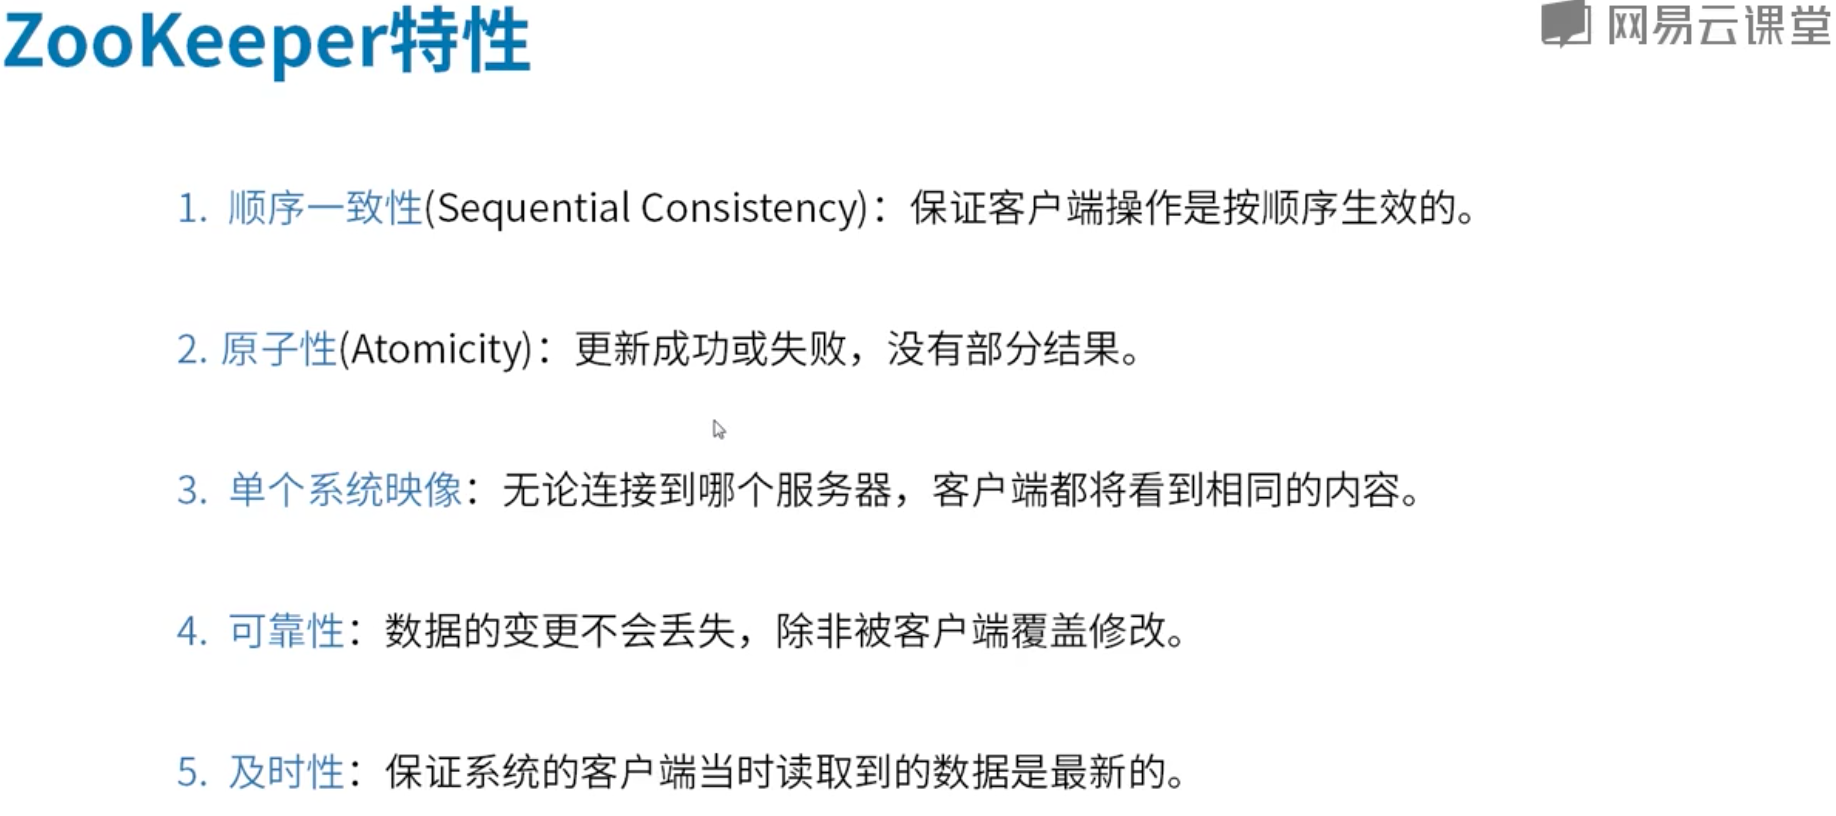 ZooKeeper特性
网易云课堂
1. 顺序一致性(Sequential Consistency)：保证客户端操作是按顺序生效的。
2. 原子性(Atomicity)：更新成功或失败，没有部分结果。
3. 单个系统映像：无论连接到哪个服务器，客户端都将看到相同的内容。
4. 可靠性：数据的变更不会丢失，除非被客户端覆盖修改。
5. 及时性：保证系统的客户端当时读取到的数据是最新的。